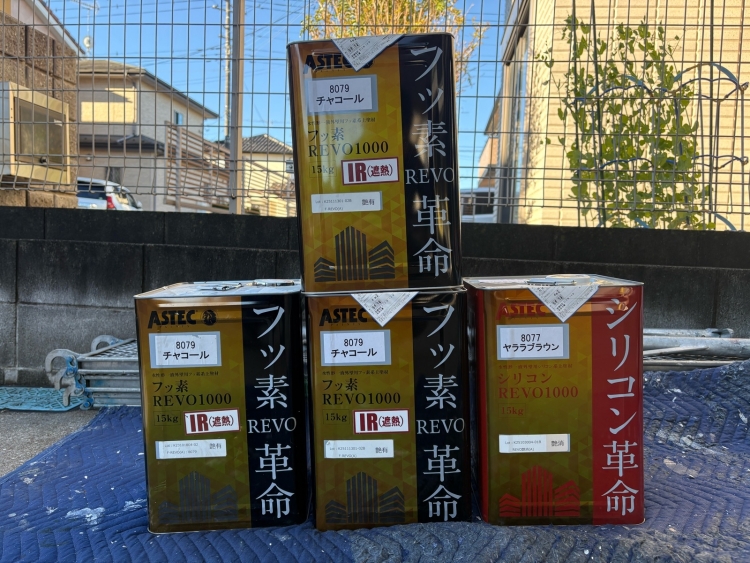 ASTEC
8079
チャコール
フッ素
REVO1000
15kg
IR(遮熱)
艶有
フッ素
REVO
革命
ASTEC
8079
チャコール
フッ素
REVO1000
15kg
IR(遮熱)
艶有
フッ素
REVO
革命
ASTEC
8079
チャコール
フッ素
REVO1000
15kg
IR(遮熱)
艶有
フッ素
REVO
革命
ASTEC
8077
ヤララブラウン
シリコン
REVO1000
15kg
艶消
シリコン革命